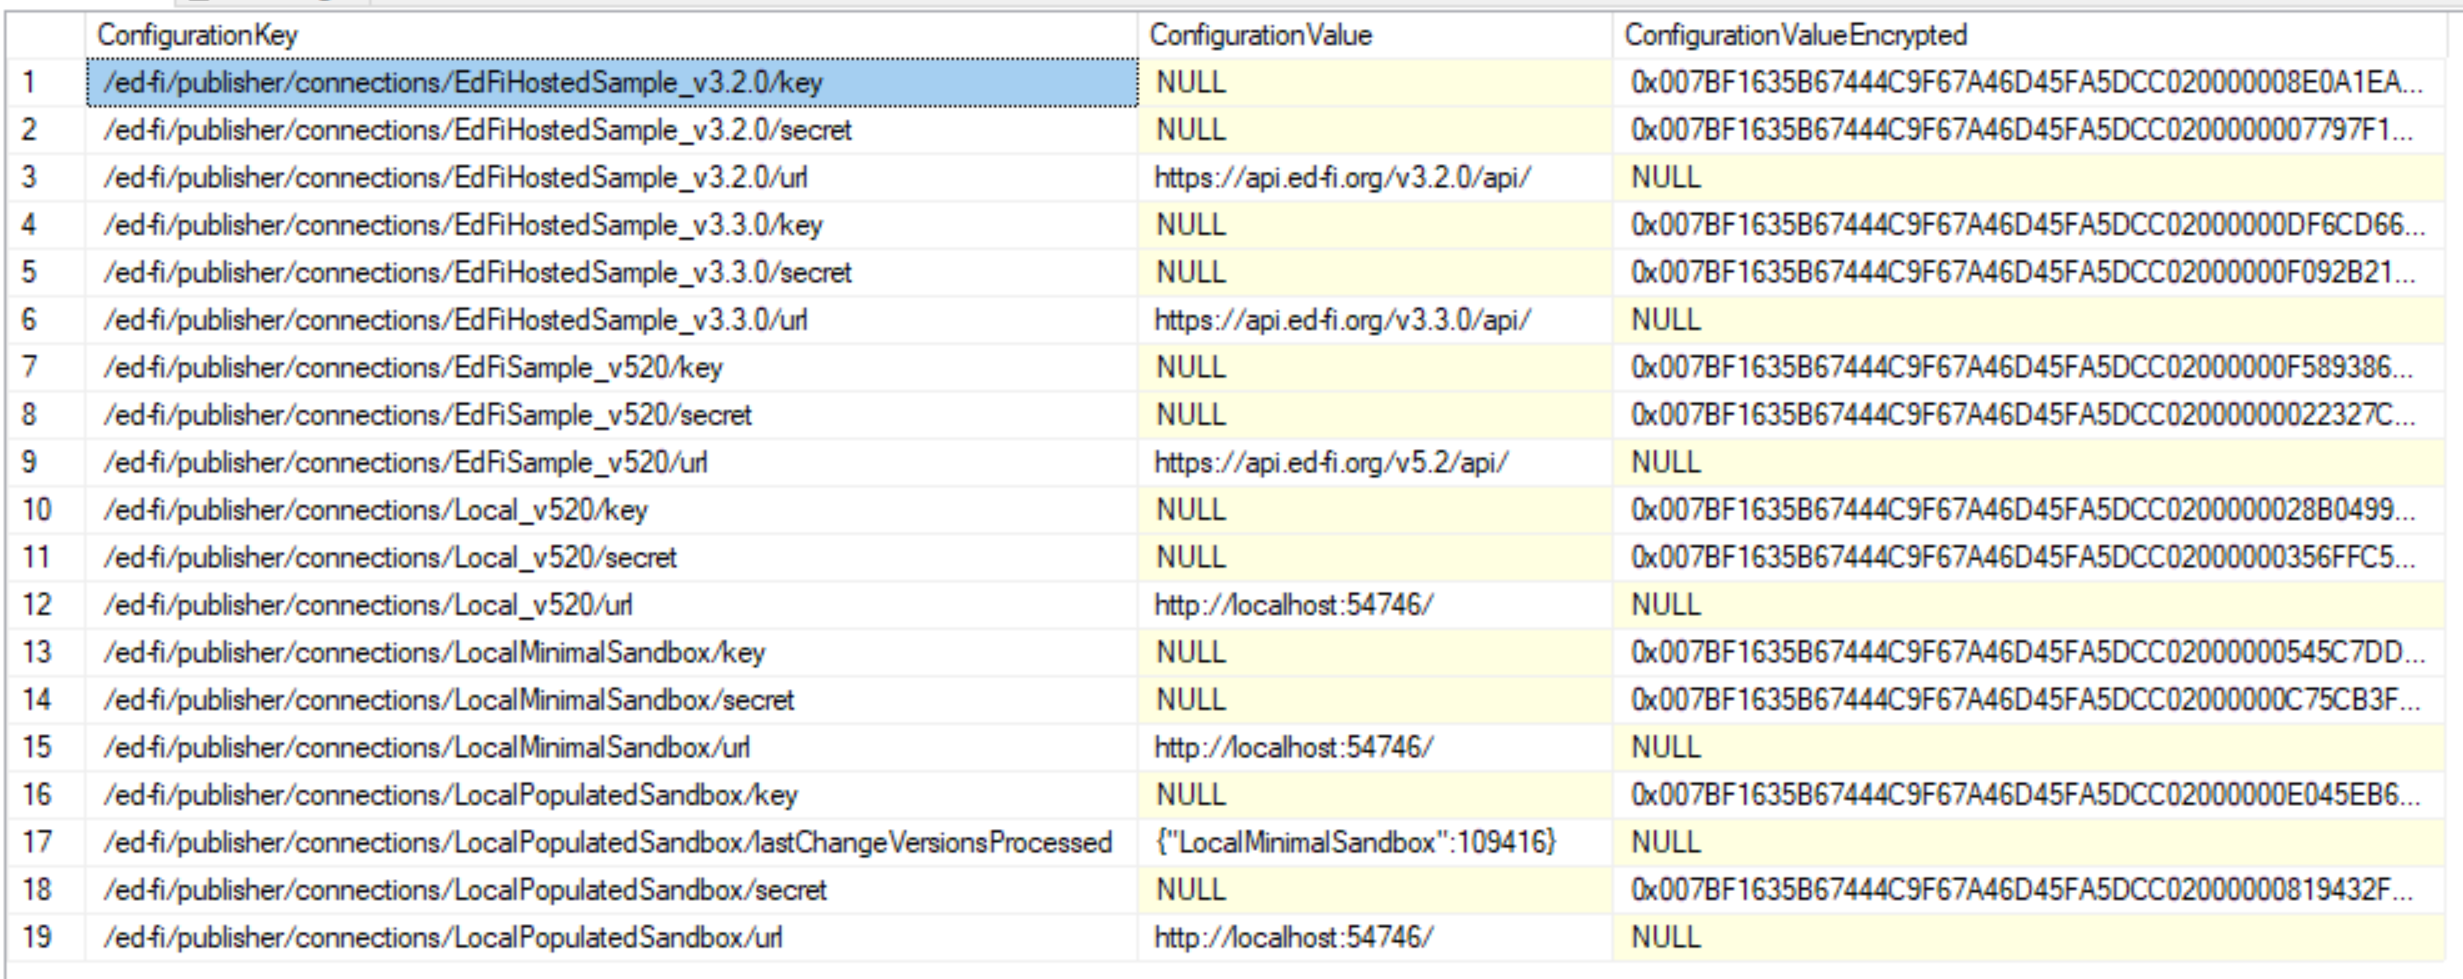 ConfigurationKey ConfigurationValue ConfigurationValueEncrypted
1 /ed-fi/publisher/connections/EdFiHostedSample_v3.2.0/key NULL 0x007BF1635B67444C9F67A46D45FA5DCC020000008E0A1EA...
2 /ed-fi/publisher/connections/EdFiHostedSample_v3.2.0/secret NULL 0x007BF1635B67444C9F67A46D45FA5DCC0200000007797F1...
3 /ed-fi/publisher/connections/EdFiHostedSample_v3.2.0/url https://api.ed-fi.org/v3.2.0/api/ NULL
4 /ed-fi/publisher/connections/EdFiHostedSample_v3.3.0/key NULL 0x007BF1635B67444C9F67A46D45FA5DCC02000000DF6CD66...
5 /ed-fi/publisher/connections/EdFiHostedSample_v3.3.0/secret NULL 0x007BF1635B67444C9F67A46D45FA5DCC02000000F092B21...
6 /ed-fi/publisher/connections/EdFiHostedSample_v3.3.0/url https://api.ed-fi.org/v3.3.0/api/ NULL
7 /ed-fi/publisher/connections/EdFiSample_v520/key NULL 0x007BF1635B67444C9F67A46D45FA5DCC02000000F589386...
8 /ed-fi/publisher/connections/EdFiSample_v520/secret NULL 0x007BF1635B67444C9F67A46D45FA5DCC02000000022327C...
9 /ed-fi/publisher/connections/EdFiSample_v520/url https://api.ed-fi.org/v5.2/api/ NULL
10 /ed-fi/publisher/connections/Local_v520/key NULL 0x007BF1635B67444C9F67A46D45FA5DCC0200000028B0499...
11 /ed-fi/publisher/connections/Local_v520/secret NULL 0x007BF1635B67444C9F67A46D45FA5DCC02000000356FFC5...
12 /ed-fi/publisher/connections/Local_v520/url http://localhost:54746/ NULL
13 /ed-fi/publisher/connections/LocalMinimalSandbox/key NULL 0x007BF1635B67444C9F67A46D45FA5DCC02000000545C7DD...
14 /ed-fi/publisher/connections/LocalMinimalSandbox/secret NULL 0x007BF1635B67444C9F67A46D45FA5DCC02000000C75CB3F...
15 /ed-fi/publisher/connections/LocalMinimalSandbox/url http://localhost:54746/ NULL
16 /ed-fi/publisher/connections/LocalPopulatedSandbox/key NULL 0x007BF1635B67444C9F67A46D45FA5DCC02000000E045EB6...
17 /ed-fi/publisher/connections/LocalPopulatedSandbox/lastChangeVersionsProcessed {"LocalMinimalSandbox":109416} NULL
18 /ed-fi/publisher/connections/LocalPopulatedSandbox/secret NULL 0x007BF1635B67444C9F67A46D45FA5DCC02000000819432F...
19 /ed-fi/publisher/connections/LocalPopulatedSandbox/url http://localhost:54746/ NULL